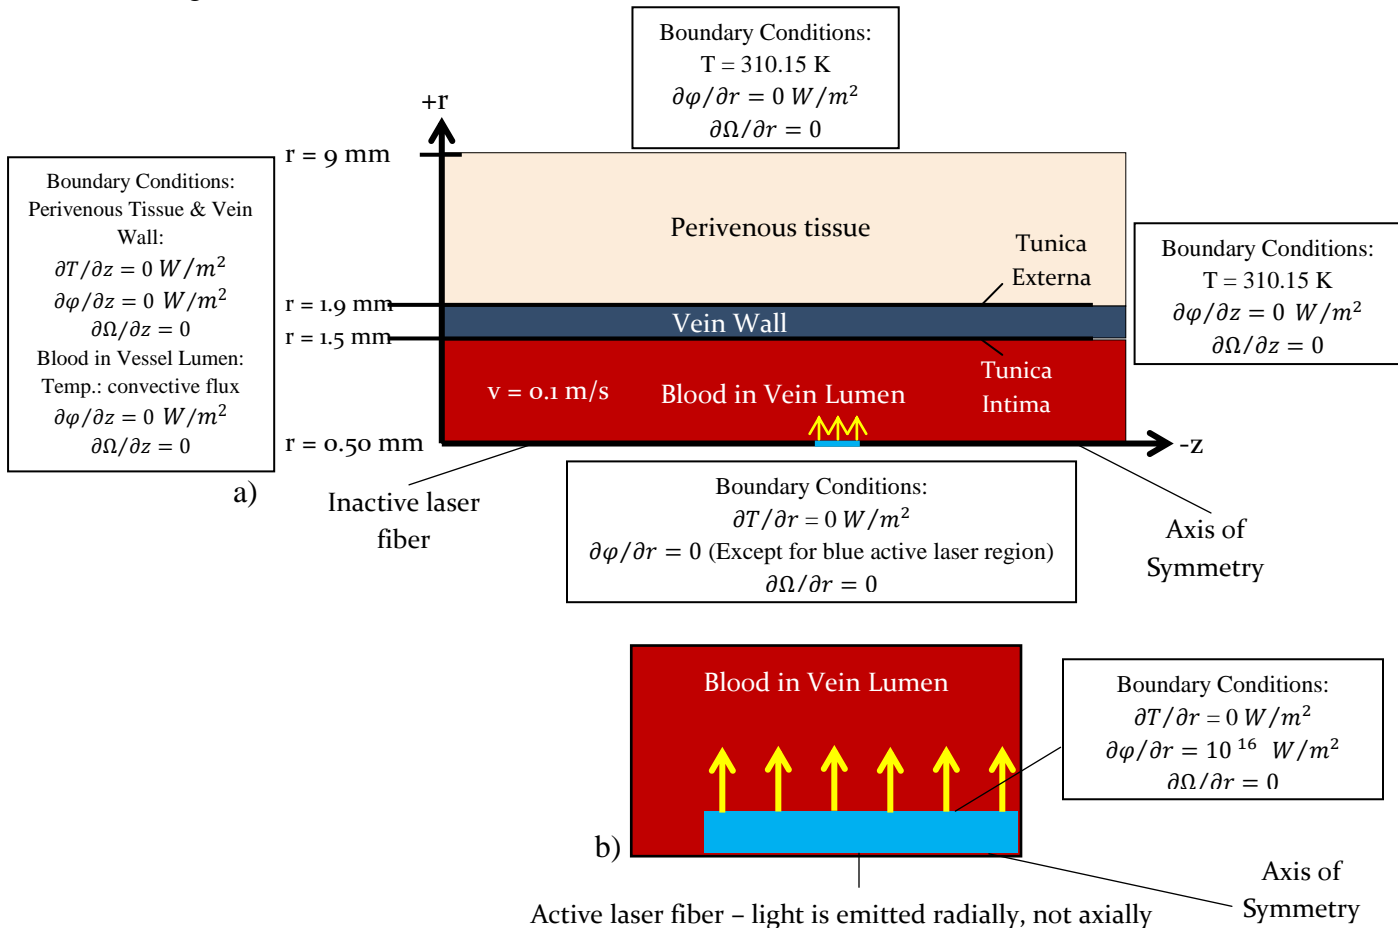 Boundary Conditions:
T = 310.15 K
∂φ/∂r = 0 W/m²
∂Ω/∂r = 0
+r
r = 9 mm
Boundary Conditions:
Perivenous Tissue & Vein
Wall:
∂T/∂z = 0 W/m²
∂φ/∂z = 0 W/m²
∂Ω/∂z = 0
Blood in Vessel Lumen:
Temp.: convective flux
∂φ/∂z = 0 W/m²
∂Ω/∂z = 0
Perivenous tissue
Tunica
Externa
Boundary Conditions:
T = 310.15 K
∂φ/∂z = 0 W/m²
∂Ω/∂z = 0
r = 1.9 mm
Vein Wall
r = 1.5 mm
Tunica
Intima
v = 0.1 m/s
Blood in Vein Lumen
r = 0.50 mm
-z
a)
Inactive laser
fiber
Boundary Conditions:
∂T/∂r = 0 W/m²
∂φ/∂r = 0 (Except for blue active laser region)
∂Ω/∂r = 0
Axis of
Symmetry
Blood in Vein Lumen
Boundary Conditions:
∂T/∂r = 0 W/m²
∂φ/∂r = 10¹⁶ W/m²
∂Ω/∂r = 0
b)
Axis of
Symmetry
Active laser fiber – light is emitted radially, not axially